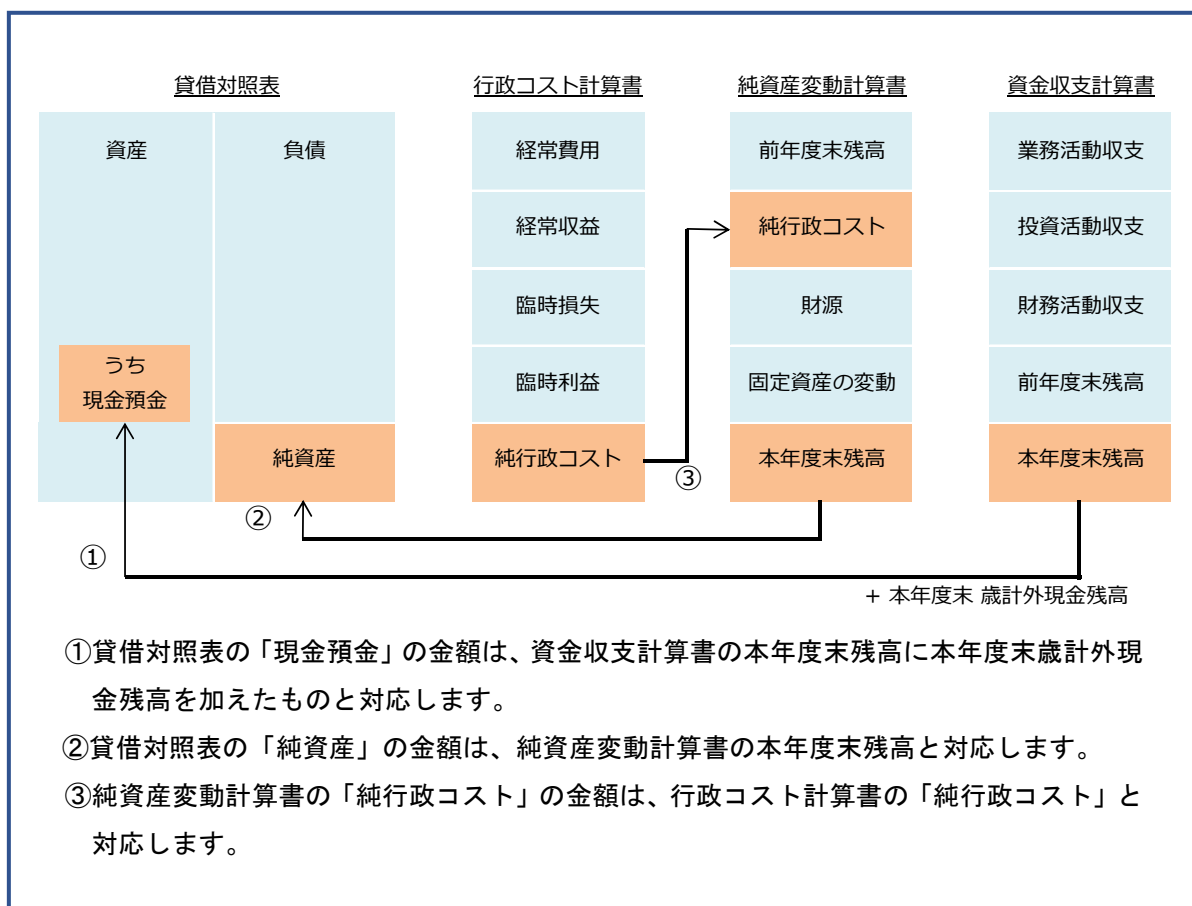 貸借対照表
資産
負債
うち
現金預金
純資産
行政コスト計算書
経常費用
経常収益
臨時損失
臨時利益
純行政コスト
純資産変動計算書
前年度末残高
純行政コスト
財源
固定資産の変動
本年度末残高
資金収支計算書
業務活動収支
投資活動収支
財務活動収支
前年度末残高
本年度末残高
③
②
①
+ 本年度末 歳計外現金残高
①貸借対照表の「現金預金」の金額は、資金収支計算書の本年度末残高に本年度末歳計外現
金残高を加えたものと対応します。
②貸借対照表の「純資産」の金額は、純資産変動計算書の本年度末残高と対応します。
③純資産変動計算書の「純行政コスト」の金額は、行政コスト計算書の「純行政コスト」と
対応します。